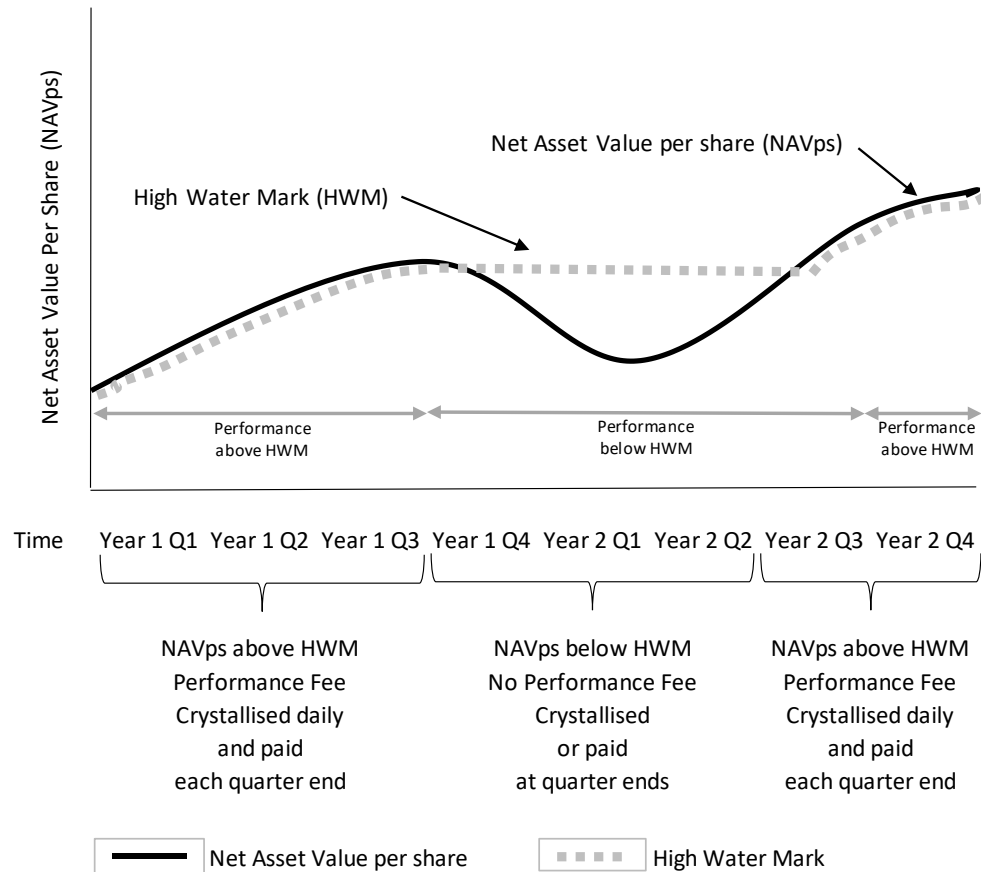 Net Asset Value Per Share (NAVps)
Net Asset Value per share (NAVps)
High Water Mark (HWM)
Performance
above HWM
Performance
below HWM
Performance
above HWM
Time Year 1 Q1 Year 1 Q2 Year 1 Q3 Year 1 Q4 Year 2 Q1 Year 2 Q2 Year 2 Q3 Year 2 Q4
NAVps above HWM
Performance Fee
Crystallised daily
and paid
each quarter end
NAVps below HWM
No Performance Fee
Crystallised
or paid
at quarter ends
NAVps above HWM
Performance Fee
Crystallised daily
and paid
each quarter end
Net Asset Value per share
High Water Mark